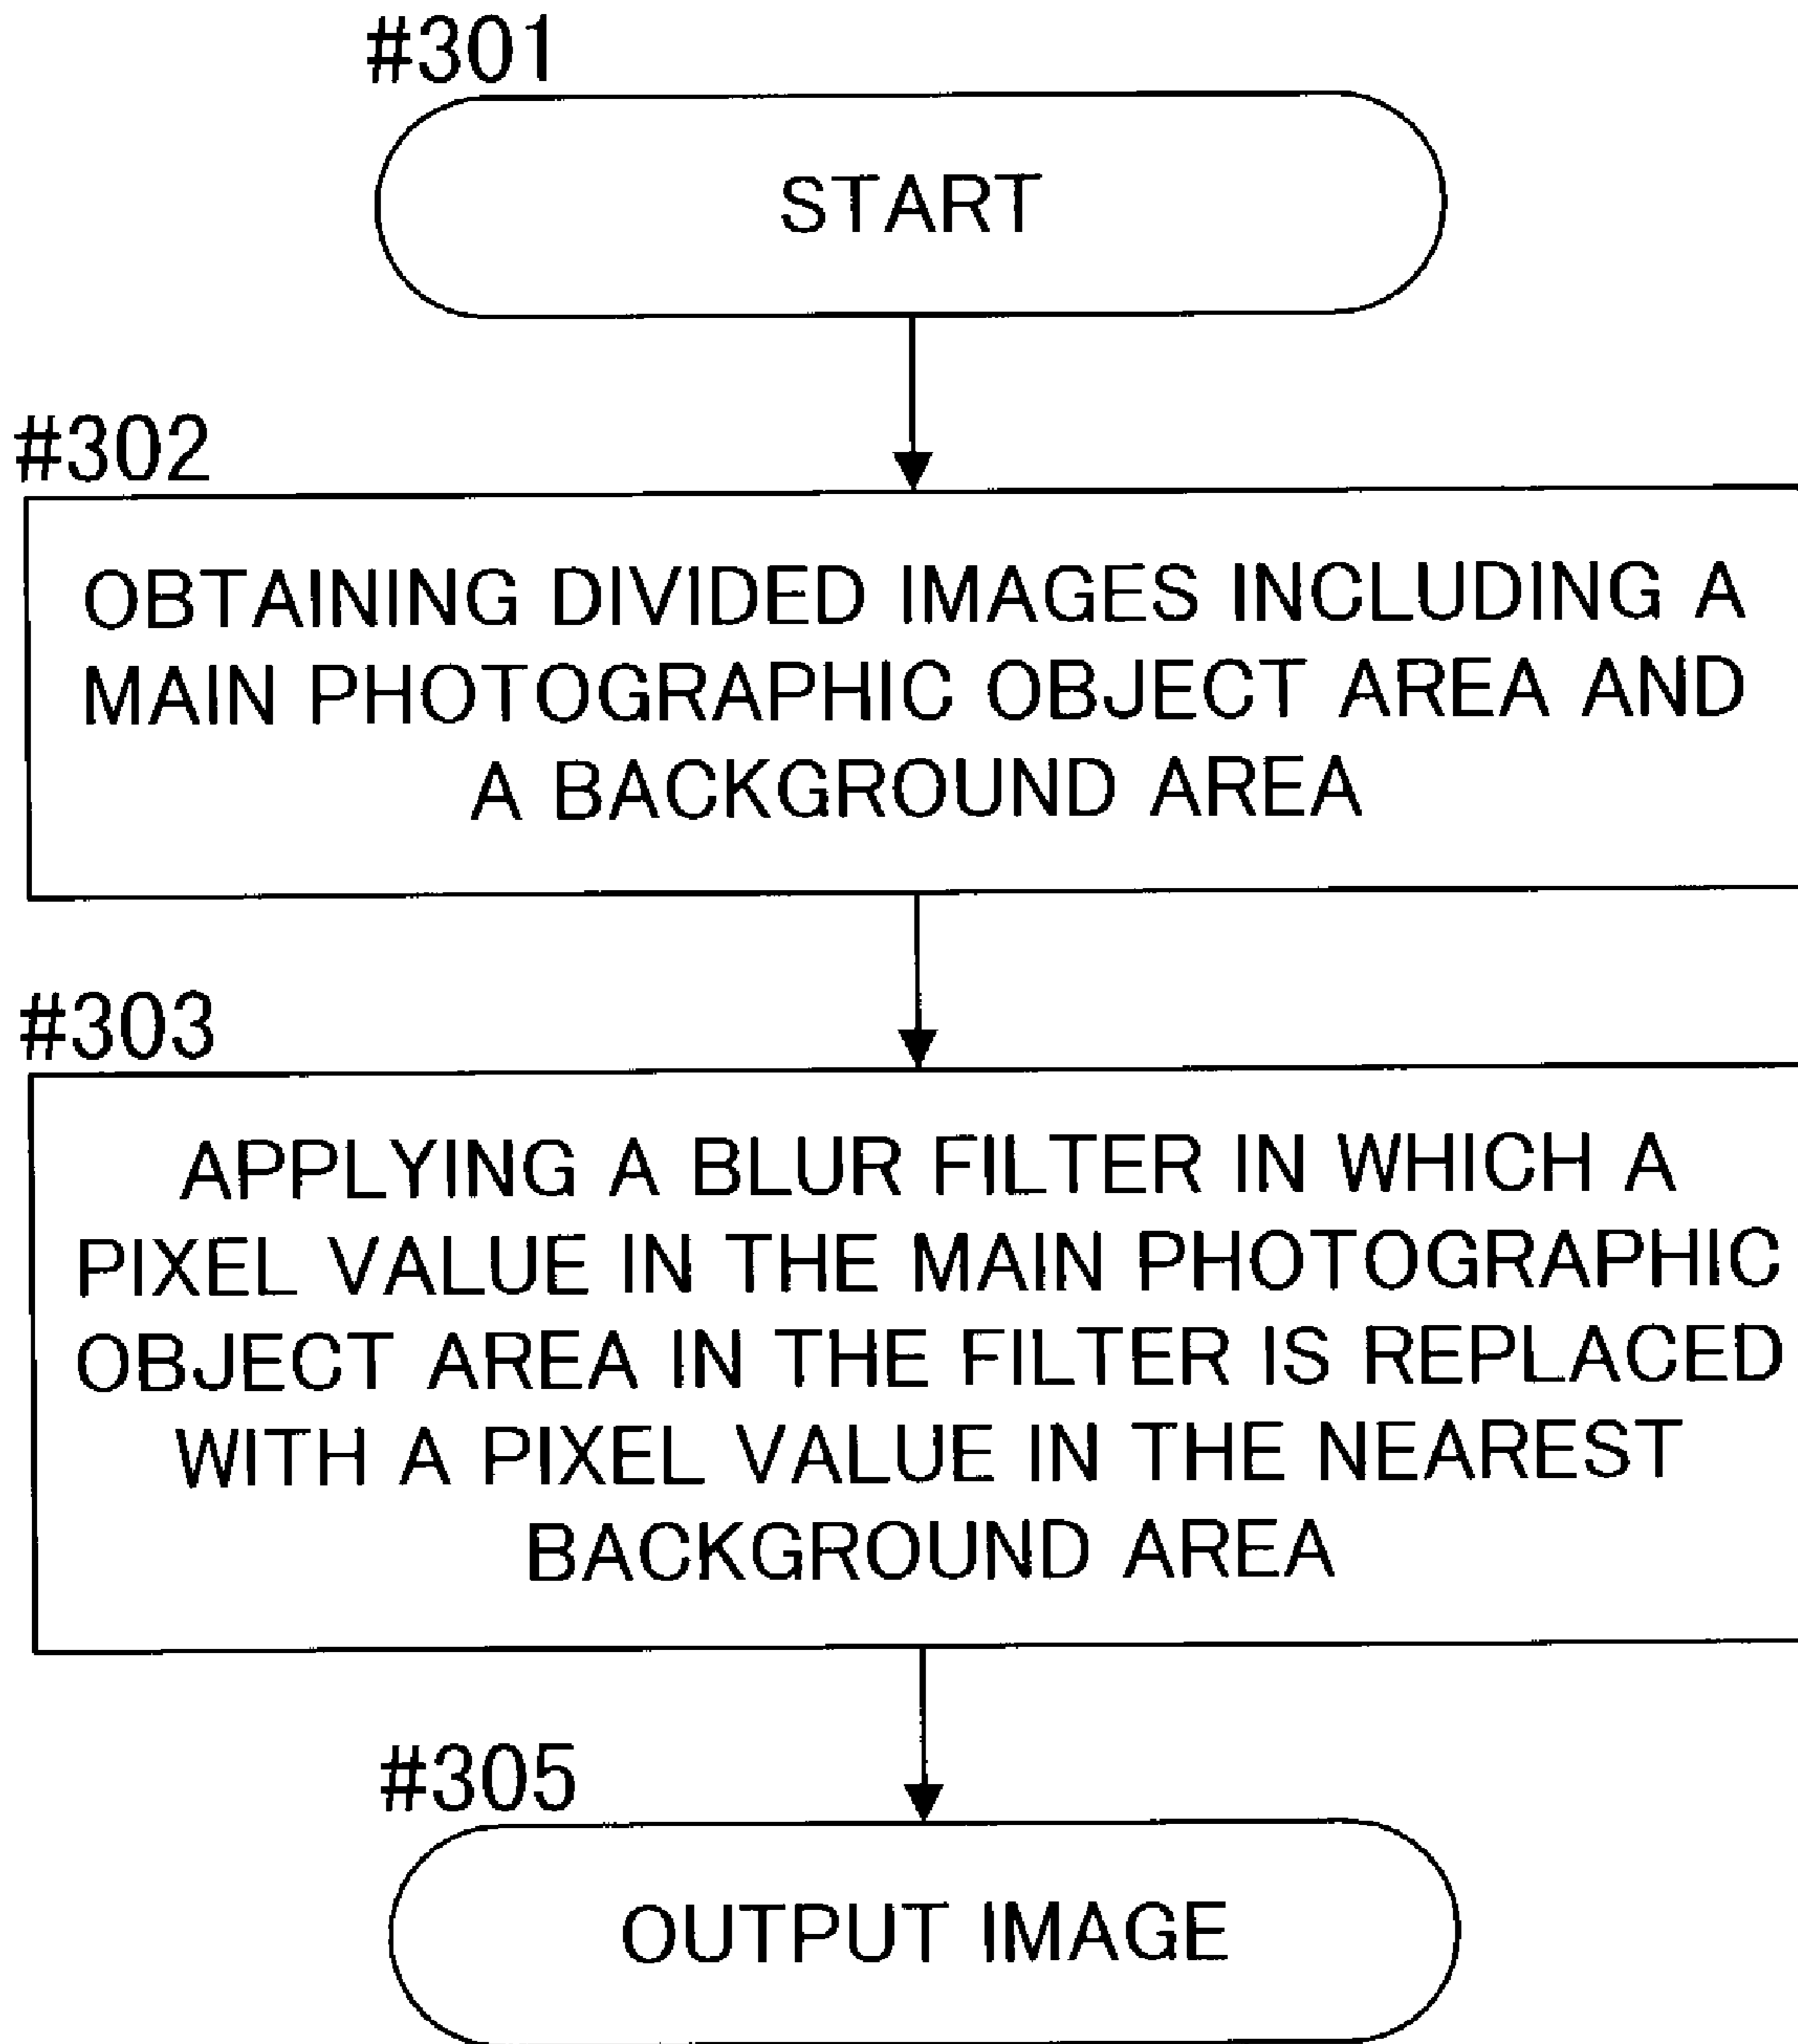 #301
START
#302
OBTAINING DIVIDED IMAGES INCLUDING A
MAIN PHOTOGRAPHIC OBJECT AREA AND
A BACKGROUND AREA
#303
APPLYING A BLUR FILTER IN WHICH A
PIXEL VALUE IN THE MAIN PHOTOGRAPHIC
OBJECT AREA IN THE FILTER IS REPLACED
WITH A PIXEL VALUE IN THE NEAREST
BACKGROUND AREA
#305
OUTPUT IMAGE